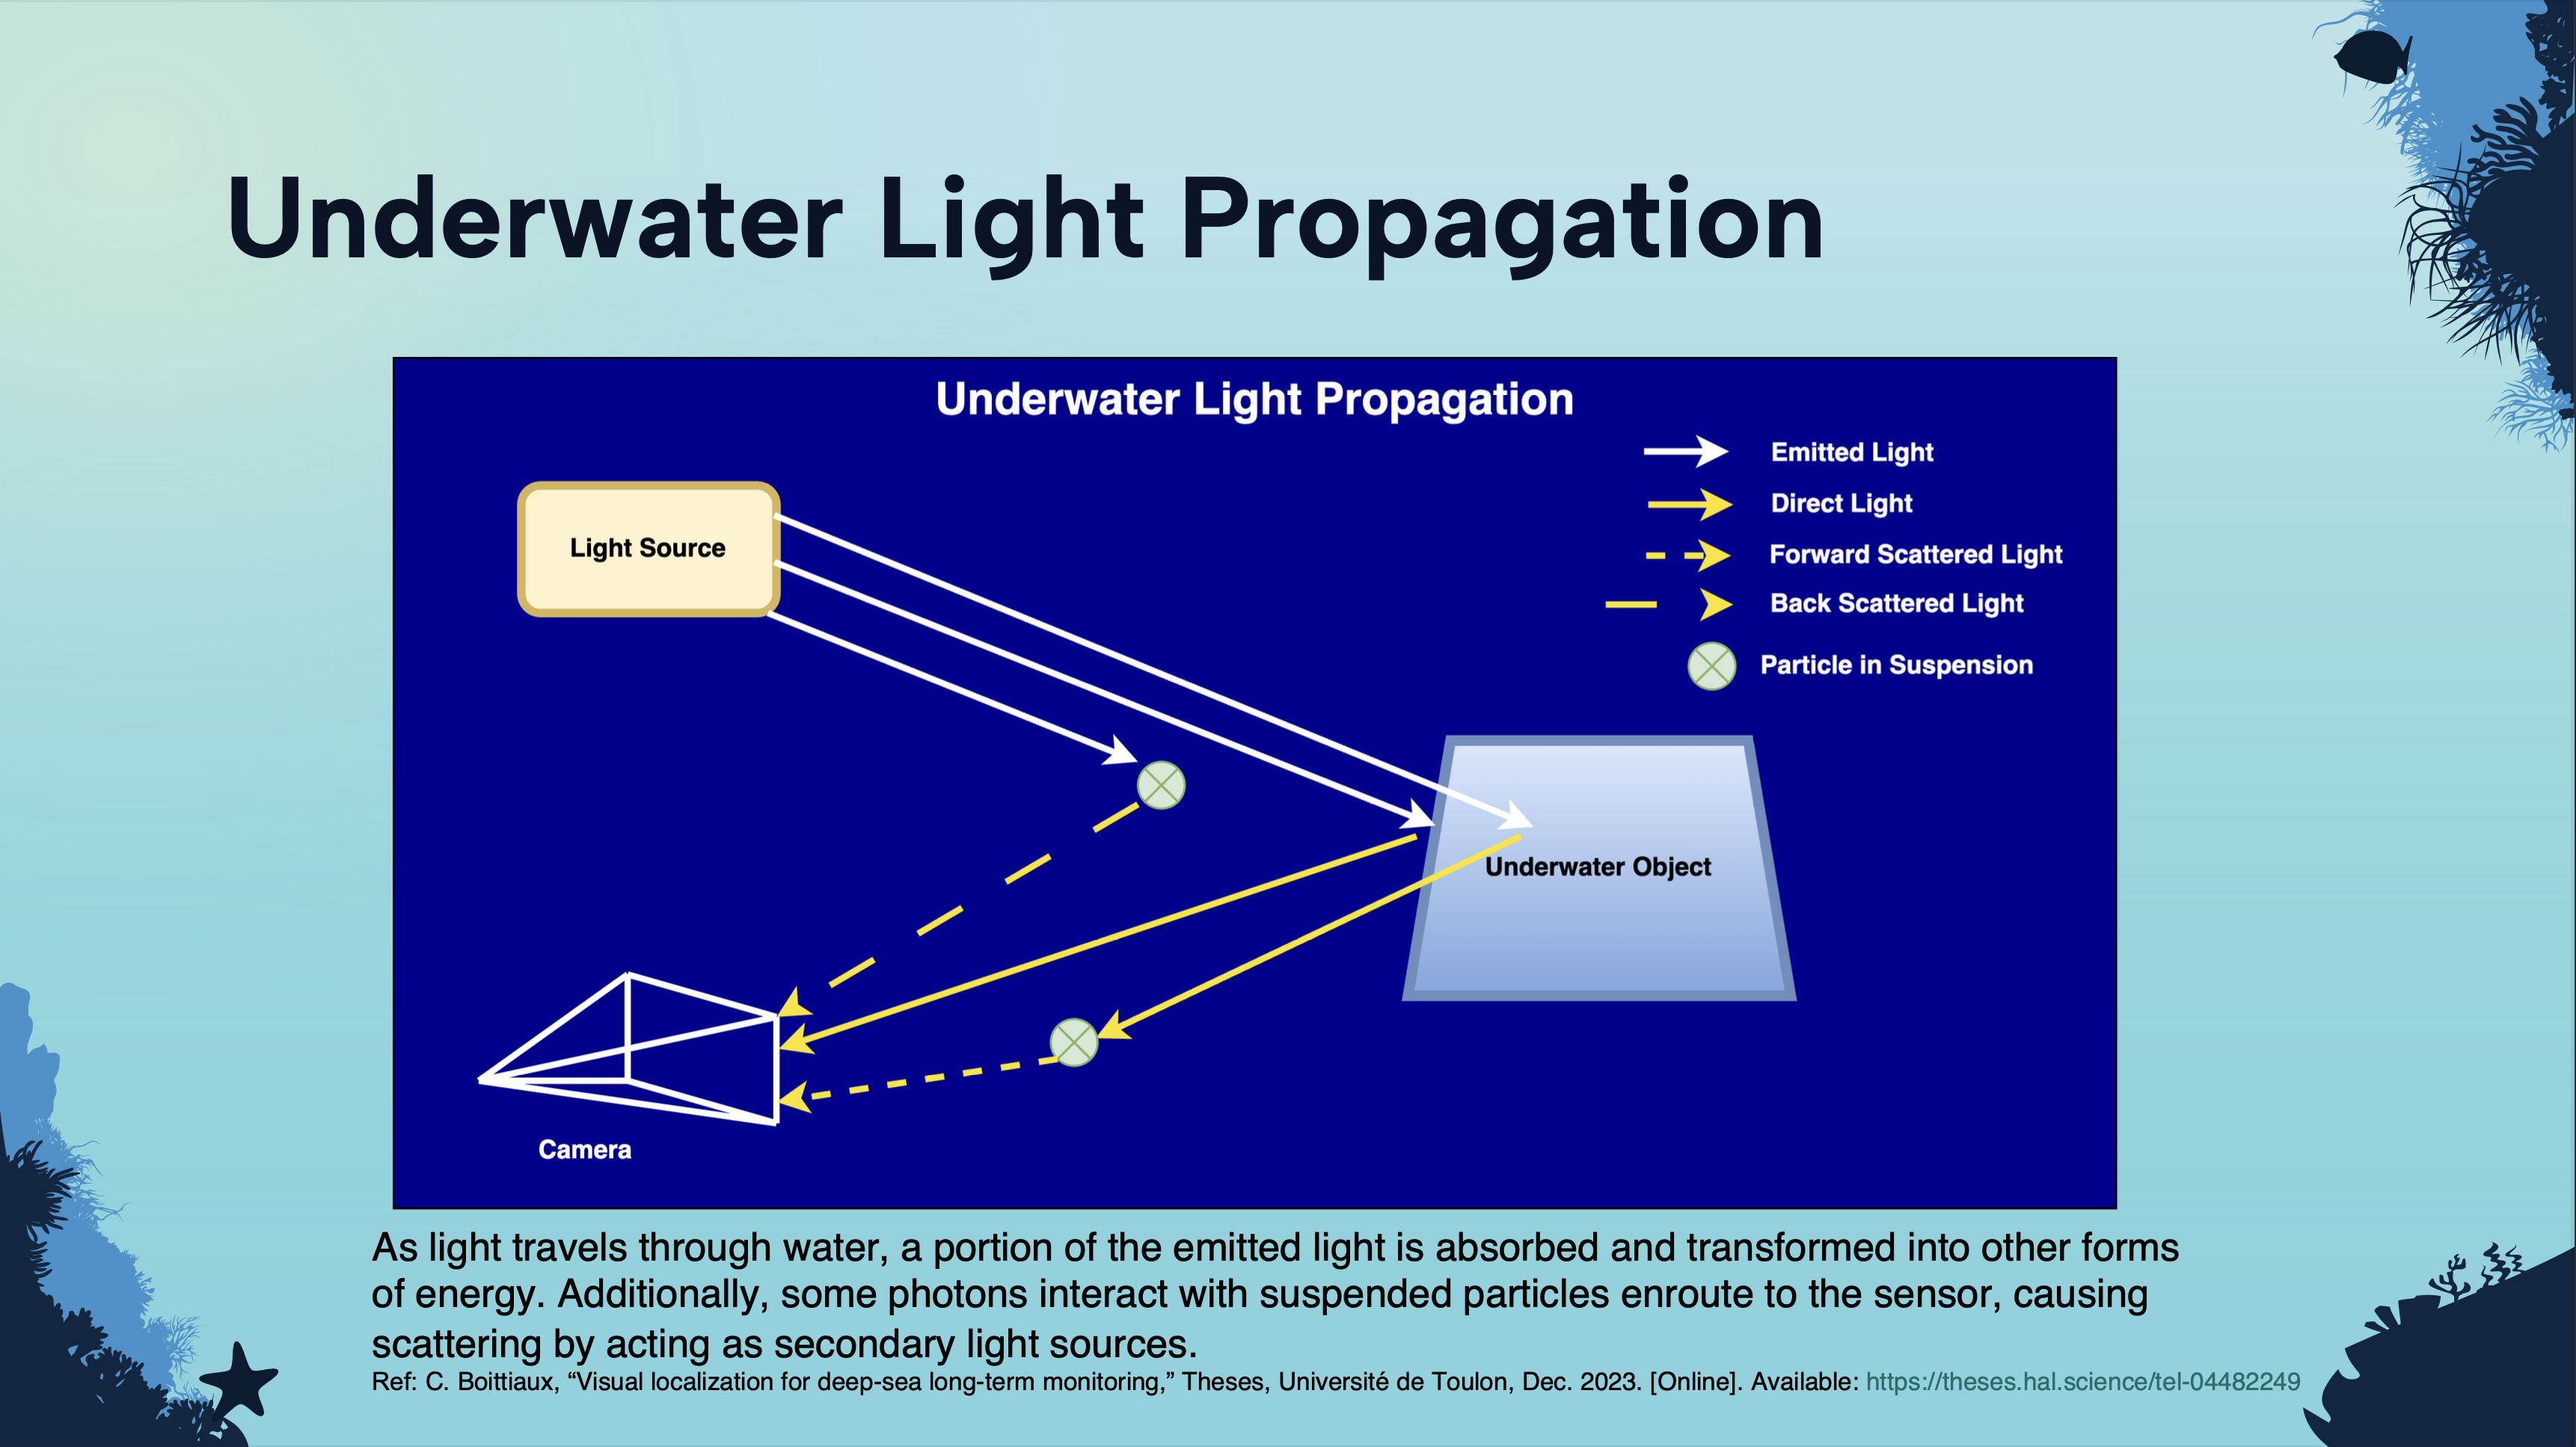 Underwater Light Propagation
Underwater Light Propagation
Emitted Light
Direct Light
Forward Scattered Light
Back Scattered Light
Particle in Suspension
Light Source
Underwater Object
Camera
As light travels through water, a portion of the emitted light is absorbed and transformed into other forms
of energy. Additionally, some photons interact with suspended particles enroute to the sensor, causing
scattering by acting as secondary light sources.
Ref: C. Boittiaux, “Visual localization for deep-sea long-term monitoring,” Theses, Université de Toulon, Dec. 2023. [Online]. Available: https://theses.hal.science/tel-04482249